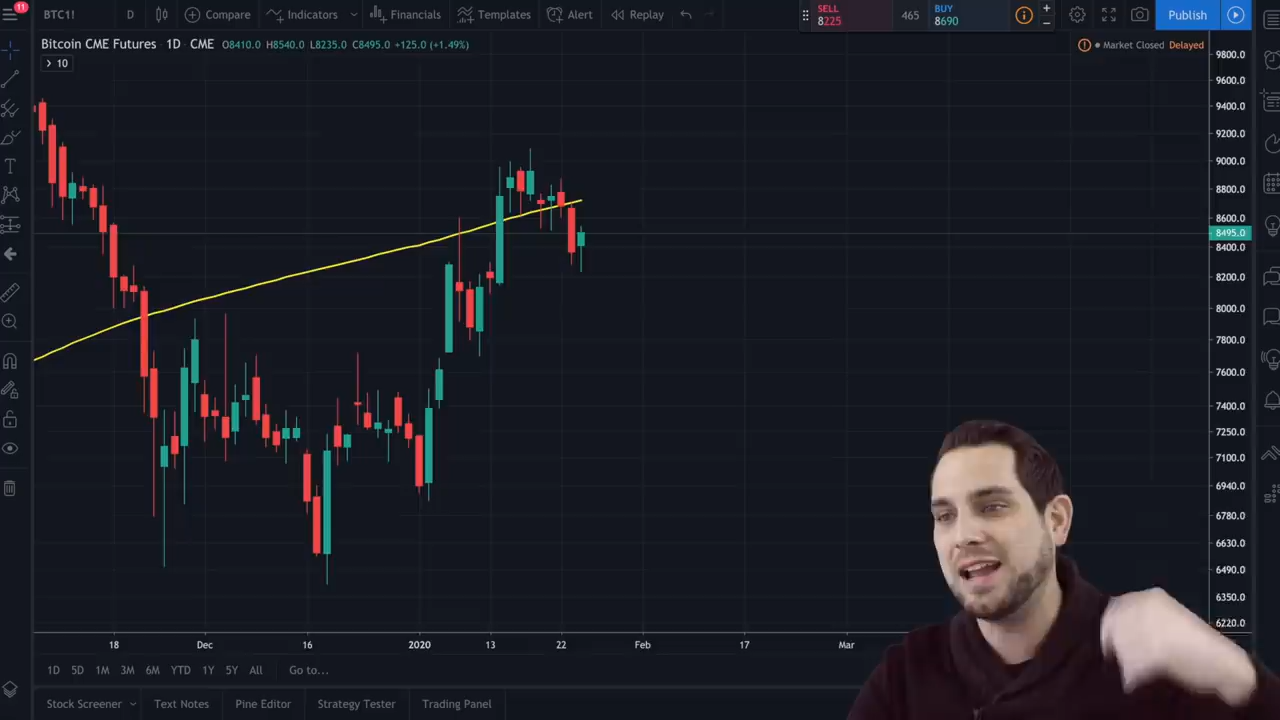 11
BTC1!
D
Compare
Indicators
Financials
Templates
Alert
Replay
SELL
8225
465
BUY
8690
+
−
Publish
Bitcoin CME Futures · 1D · CME O8410.0 H8540.0 L8235.0 C8495.0 +125.0 (+1.49%)
Market Closed Delayed
10
9800.0
9600.0
9400.0
9200.0
9000.0
8800.0
8600.0
8495.0
8400.0
8200.0
8000.0
7800.0
7600.0
7400.0
7250.0
7100.0
6940.0
6780.0
6630.0
6490.0
6350.0
6220.0
18 Dec 16 2020 13 22 Feb 17 Mar
1D 5D 1M 3M 6M YTD 1Y 5Y All Go to...
Stock Screener Text Notes Pine Editor Strategy Tester Trading Panel